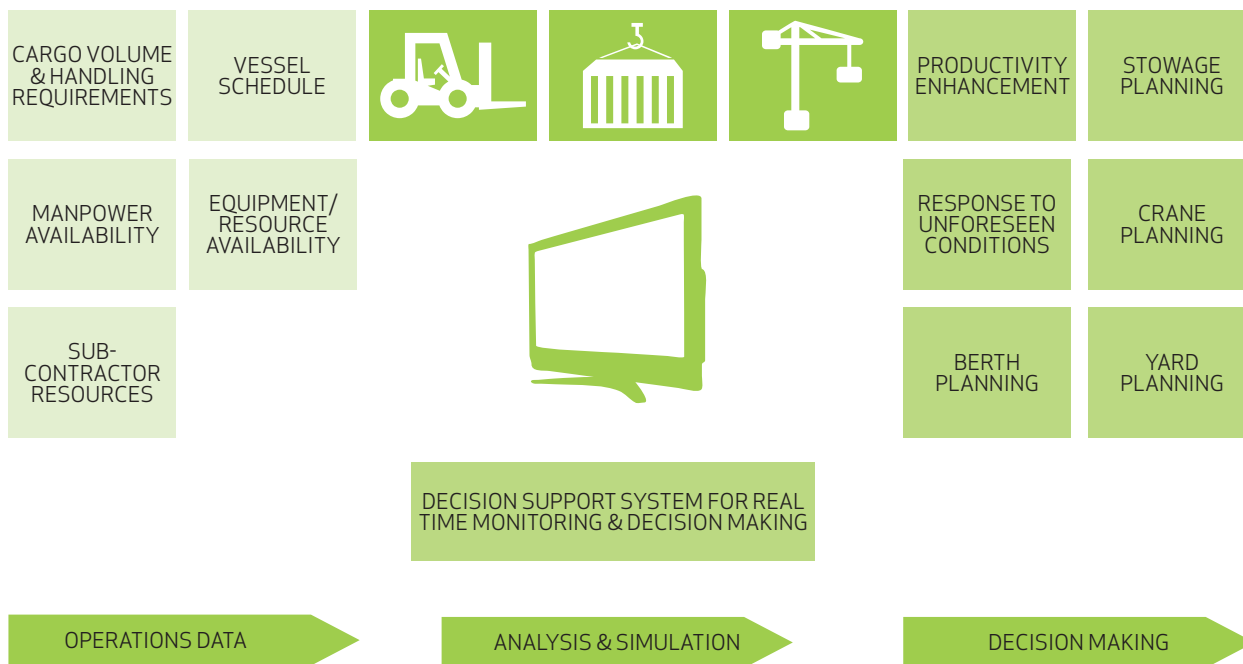 CARGO VOLUME
& HANDLING
REQUIREMENTS
VESSEL
SCHEDULE
PRODUCTIVITY
ENHANCEMENT
STOWAGE
PLANNING
MANPOWER
AVAILABILITY
EQUIPMENT/
RESOURCE
AVAILABILITY
RESPONSE TO
UNFORESEEN
CONDITIONS
CRANE
PLANNING
SUB-
CONTRACTOR
RESOURCES
BERTH
PLANNING
YARD
PLANNING
DECISION SUPPORT SYSTEM FOR REAL
TIME MONITORING & DECISION MAKING
OPERATIONS DATA
ANALYSIS & SIMULATION
DECISION MAKING